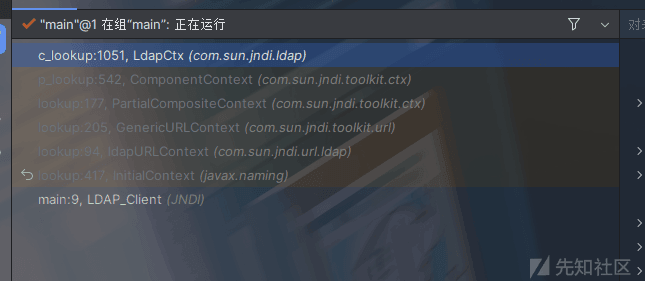 "main"@1 在组“main”: 正在运行
对
c_lookup:1051, LdapCtx (com.sun.jndi.ldap)
p_lookup:542, ComponentContext (com.sun.jndi.toolkit.ctx)
lookup:177, PartialCompositeContext (com.sun.jndi.toolkit.ctx)
lookup:205, GenericURLContext (com.sun.jndi.toolkit.url)
lookup:94, ldapURLContext (com.sun.jndi.url.ldap)
lookup:417, InitialContext (javax.naming)
main:9, LDAP_Client (JNDI)
先知社区